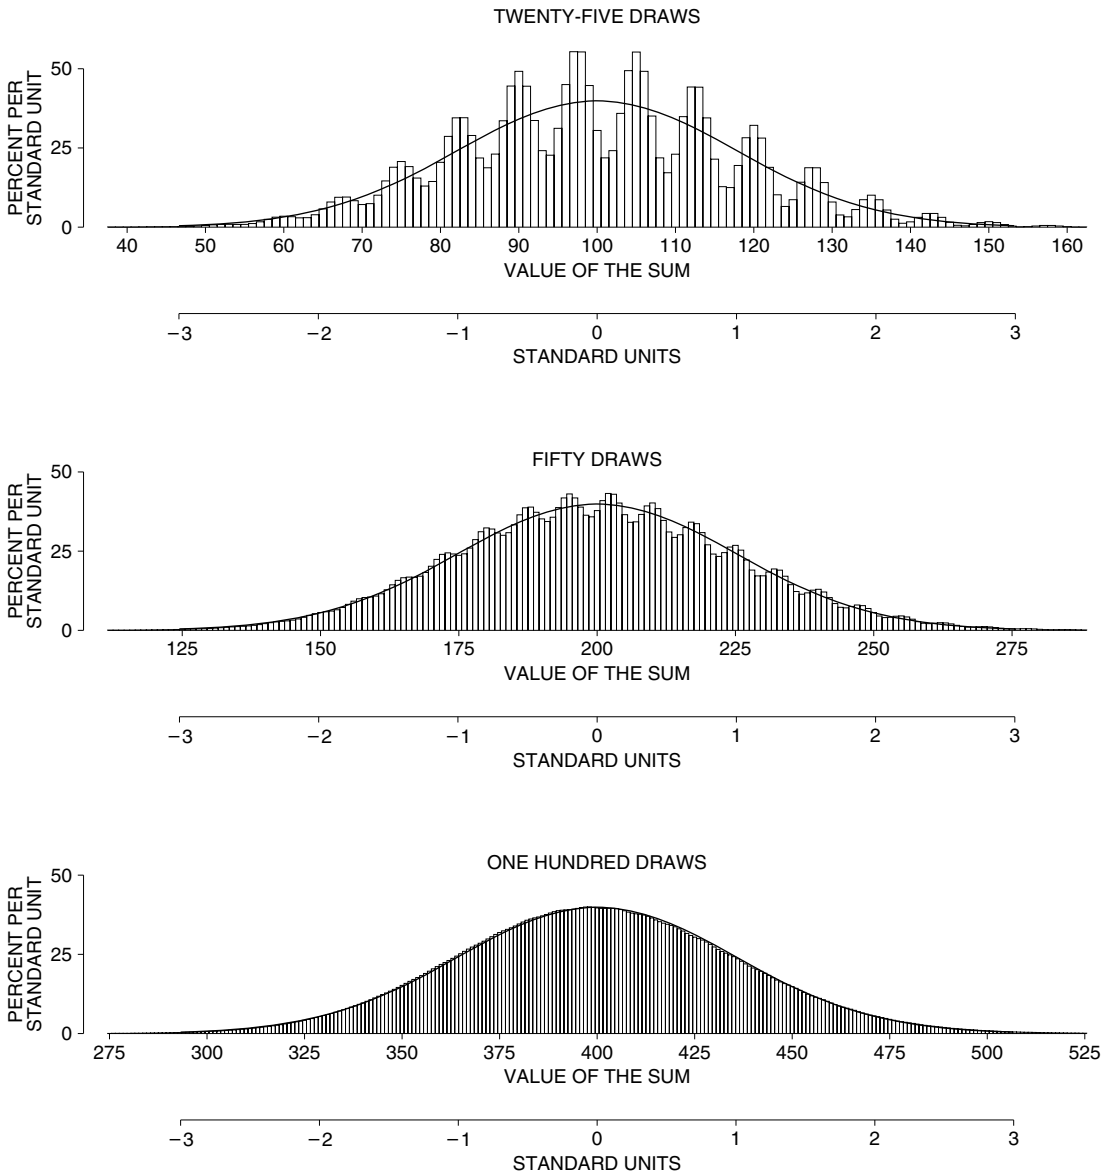 TWENTY-FIVE DRAWS
PERCENT PER
STANDARD UNIT
50
25
0
40 50 60 70 80 90 100 110 120 130 140 150 160
VALUE OF THE SUM
−3 −2 −1 0 1 2 3
STANDARD UNITS
FIFTY DRAWS
PERCENT PER
STANDARD UNIT
50
25
0
125 150 175 200 225 250 275
VALUE OF THE SUM
−3 −2 −1 0 1 2 3
STANDARD UNITS
ONE HUNDRED DRAWS
PERCENT PER
STANDARD UNIT
50
25
0
275 300 325 350 375 400 425 450 475 500 525
VALUE OF THE SUM
−3 −2 −1 0 1 2 3
STANDARD UNITS